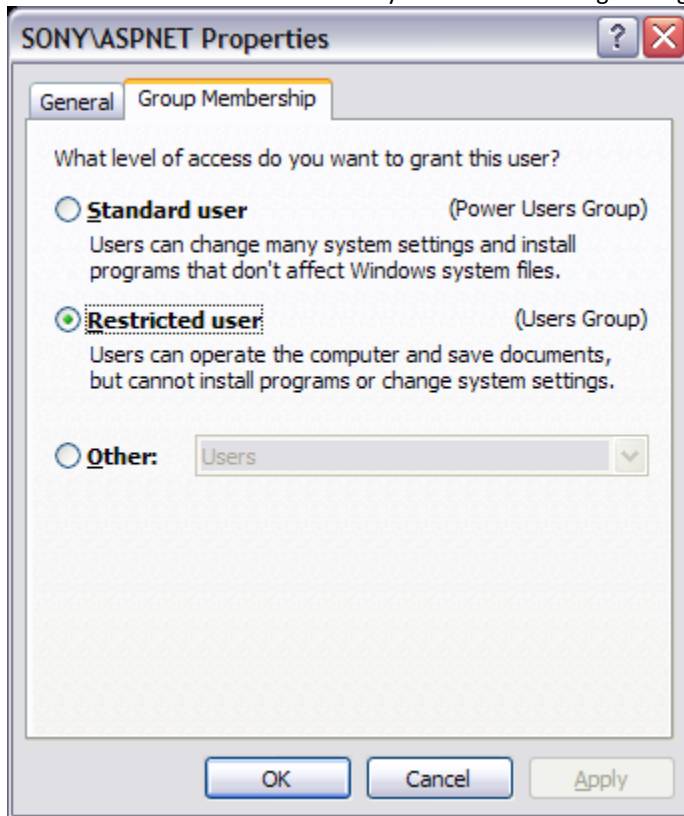 SONY\ASPNET Properties
General Group Membership
What level of access do you want to grant this user?
Standard user (Power Users Group)
Users can change many system settings and install
programs that don't affect Windows system files.
Restricted user (Users Group)
Users can operate the computer and save documents,
but cannot install programs or change system settings.
Other: Users
OK Cancel Apply